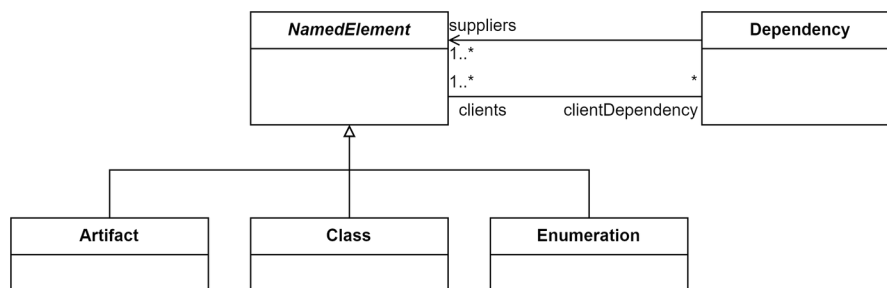 NamedElement
suppliers
Dependency
1..*
1..*
*
clients
clientDependency
Artifact
Class
Enumeration